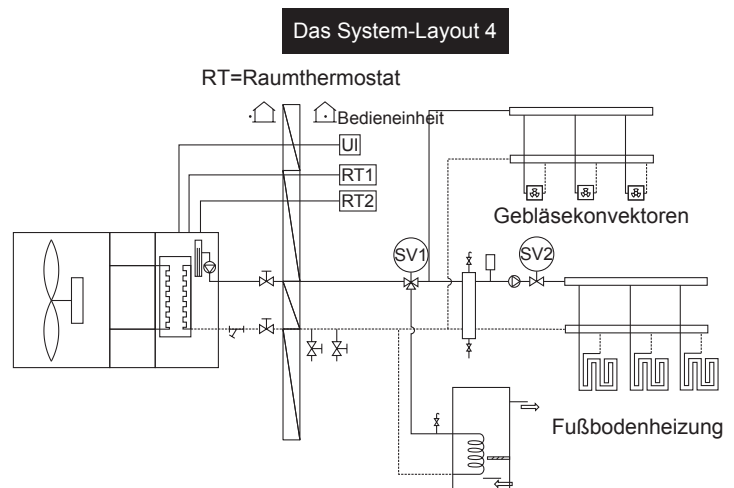 Das System-Layout 4
RT=Raumthermostat
Bedieneinheit
UI
RT1
RT2
Gebläsekonvektoren
SV1
SV2
Fußbodenheizung